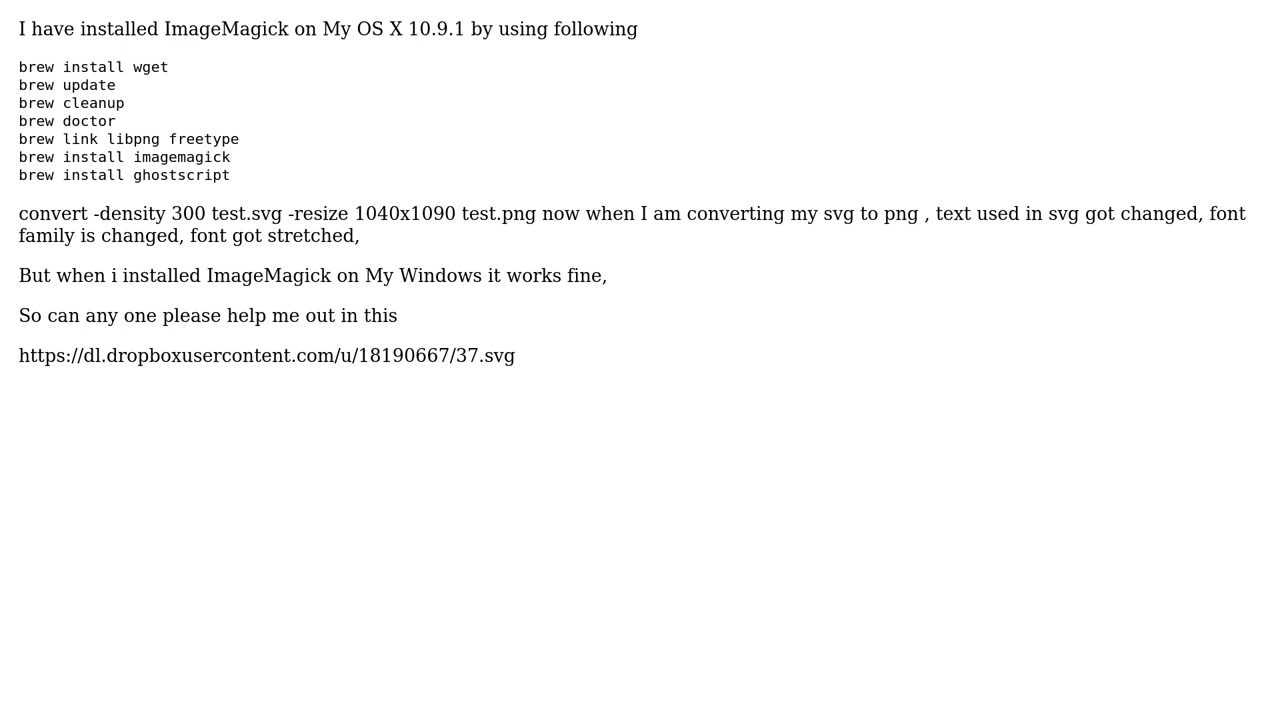 I have installed ImageMagick on My OS X 10.9.1 by using following
brew install wget
brew update
brew cleanup
brew doctor
brew link libpng freetype
brew install imagemagick
brew install ghostscript
convert -density 300 test.svg -resize 1040x1090 test.png now when I am converting my svg to png , text used in svg got changed, font
family is changed, font got stretched,
But when i installed ImageMagick on My Windows it works fine,
So can any one please help me out in this
https://dl.dropboxusercontent.com/u/18190667/37.svg